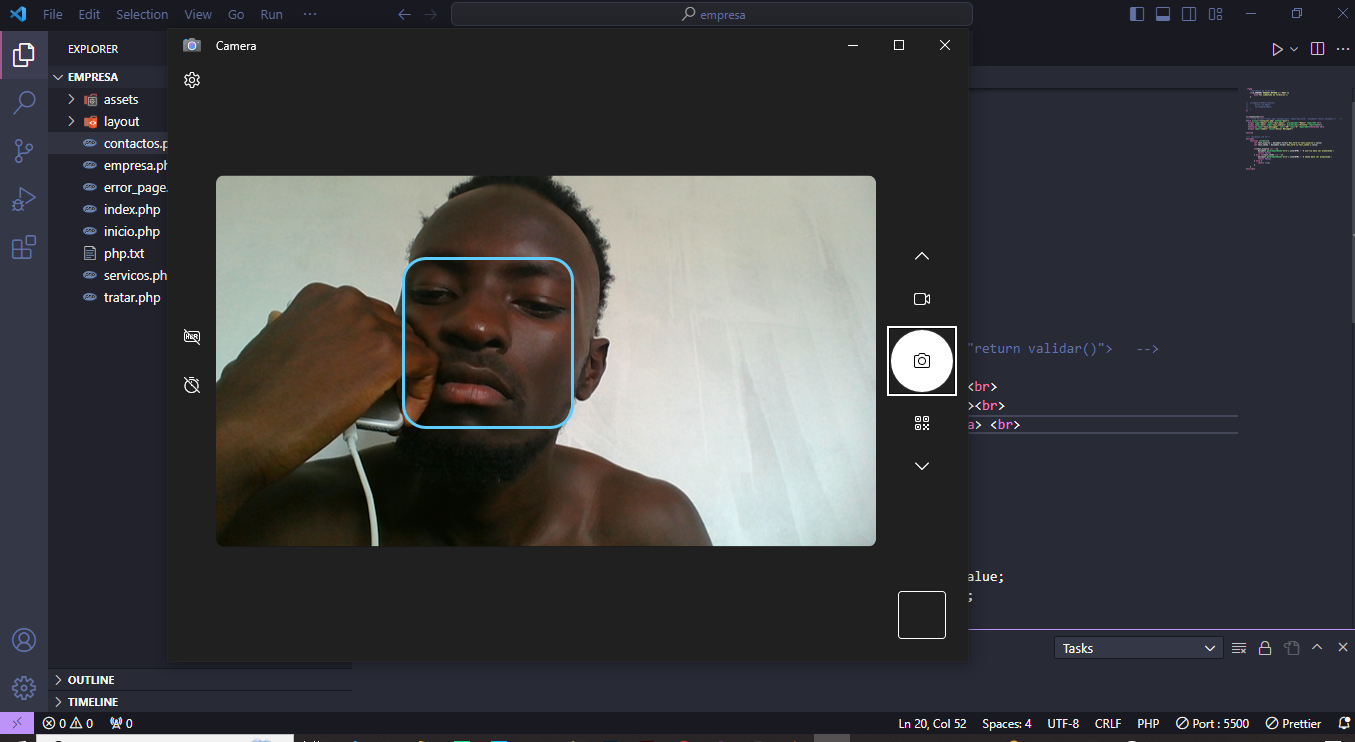 File Edit Selection View Go Run ··· empresa
EXPLORER
EMPRESA
assets
layout
contactos.p
empresa.ph
error_page.
index.php
inicio.php
php.txt
servicos.ph
tratar.php
OUTLINE
TIMELINE
Camera
HDR
"return validar()"> -->
<br>
><br>
a> <br>
alue;
;
Tasks
0 0 0 Ln 20, Col 52 Spaces: 4 UTF-8 CRLF PHP Port : 5500 Prettier